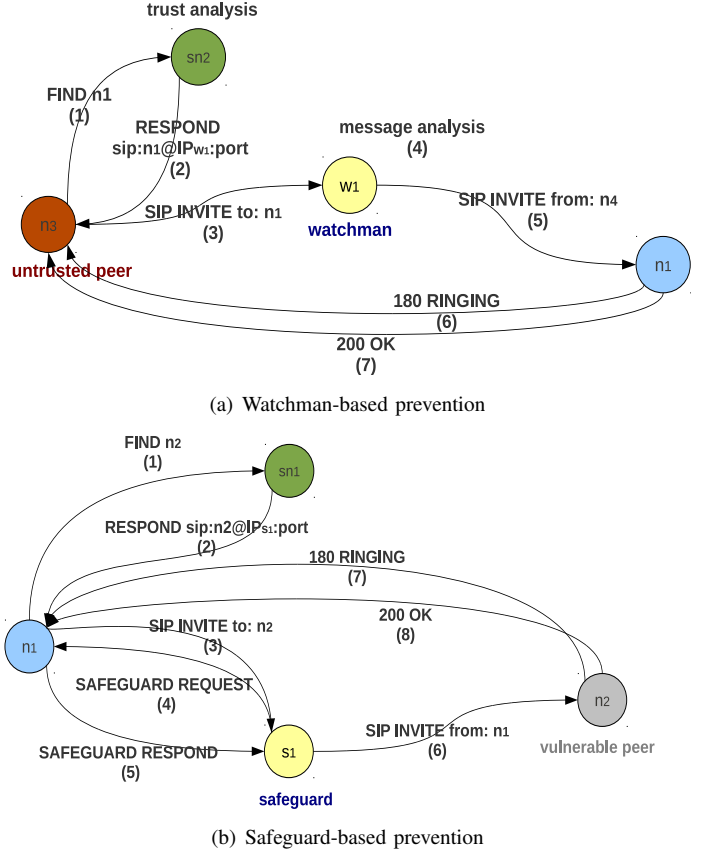 trust analysis
sn2
FIND n1
(1)
RESPOND
sip:n1@IPW1:port
(2)
message analysis
(4)
w1
SIP INVITE from: n4
(5)
n3
SIP INVITE to: n1
(3)
watchman
untrusted peer
n1
180 RINGING
(6)
200 OK
(7)
(a) Watchman-based prevention
FIND n2
(1)
sn1
RESPOND sip:n2@IPS1:port
(2)
180 RINGING
(7)
200 OK
(8)
n1
SIP INVITE to: n2
(3)
SAFEGUARD REQUEST
(4)
n2
SIP INVITE from: n1
(6)
vulnerable peer
SAFEGUARD RESPOND
(5)
s1
safeguard
(b) Safeguard-based prevention